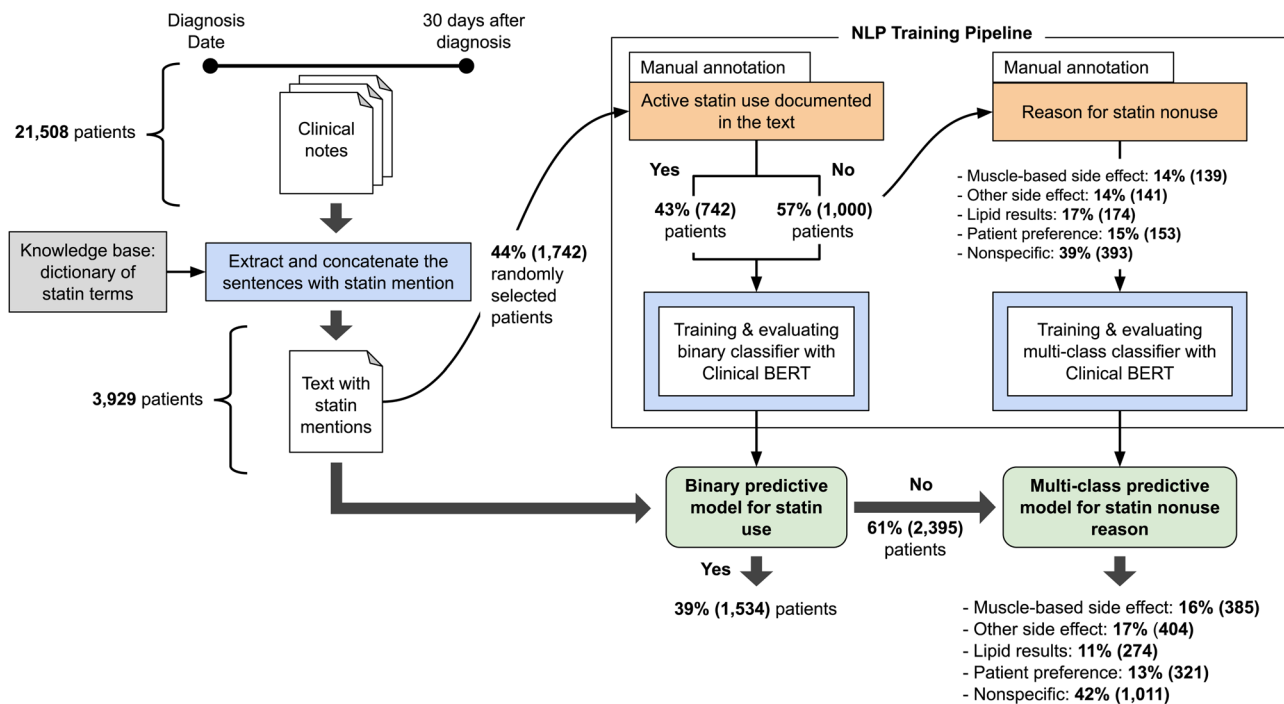 Diagnosis
Date
30 days after
diagnosis
21,508 patients
Clinical
notes
Knowledge base:
dictionary of
statin terms
Extract and concatenate the
sentences with statin mention
3,929 patients
Text with
statin
mentions
44% (1,742)
randomly
selected
patients
NLP Training Pipeline
Manual annotation
Active statin use documented
in the text
Yes
No
43% (742)
patients
57% (1,000)
patients
Training & evaluating
binary classifier with
Clinical BERT
Manual annotation
Reason for statin nonuse
- Muscle-based side effect: 14% (139)
- Other side effect: 14% (141)
- Lipid results: 17% (174)
- Patient preference: 15% (153)
- Nonspecific: 39% (393)
Training & evaluating
multi-class classifier with
Clinical BERT
Binary predictive
model for statin
use
No
61% (2,395)
patients
Yes
39% (1,534) patients
Multi-class predictive
model for statin nonuse
reason
- Muscle-based side effect: 16% (385)
- Other side effect: 17% (404)
- Lipid results: 11% (274)
- Patient preference: 13% (321)
- Nonspecific: 42% (1,011)